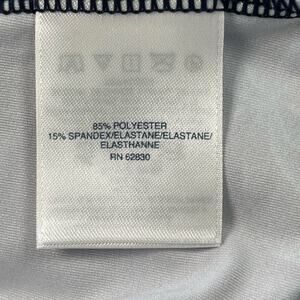 85% POLYESTER
15% SPANDEX/ELASTANE/ELASTANE/
ELASTHANNE
RN 62830